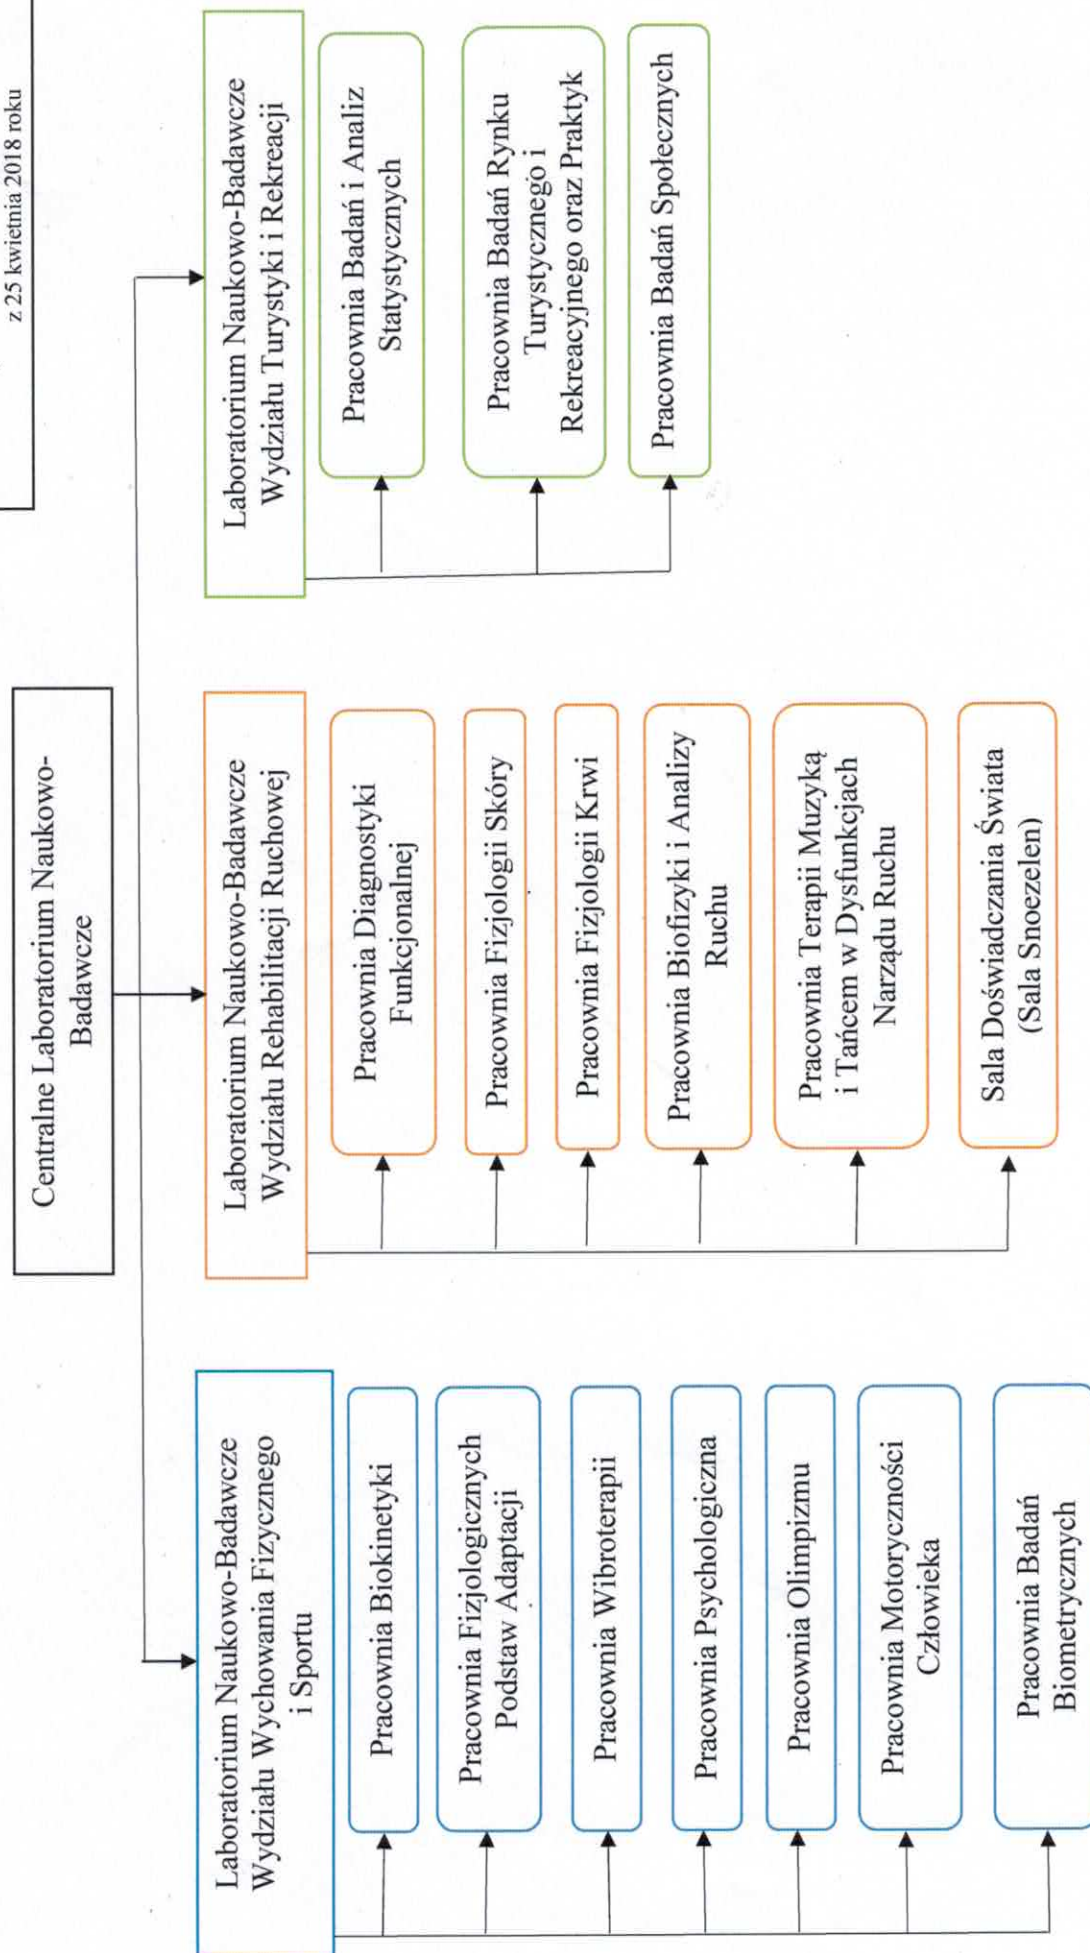 z 25 kwietnia 2018 roku
Centralne Laboratorium Naukowo-
Badawcze
Laboratorium Naukowo-Badawcze
Wydziału Wychowania Fizycznego
i Sportu
Pracownia Biokinetyki
Pracownia Fizjologicznych
Podstaw Adaptacji
Pracownia Wibroterapii
Pracownia Psychologiczna
Pracownia Olimpizmu
Pracownia Motoryczności
Człowieka
Pracownia Badań
Biometrycznych
Laboratorium Naukowo-Badawcze
Wydziału Rehabilitacji Ruchowej
Pracownia Diagnostyki
Funkcjonalnej
Pracownia Fizjologii Skóry
Pracownia Fizjologii Krwi
Pracownia Biofizyki i Analizy
Ruchu
Pracownia Terapii Muzyką
i Tańcem w Dysfunkcjach
Narządu Ruchu
Sala Doświadczania Świata
(Sala Snoezelen)
Laboratorium Naukowo-Badawcze
Wydziału Turystyki i Rekreacji
Pracownia Badań i Analiz
Statystycznych
Pracownia Badań Rynku
Turystycznego i
Rekreacyjnego oraz Praktyk
Pracownia Badań Społecznych